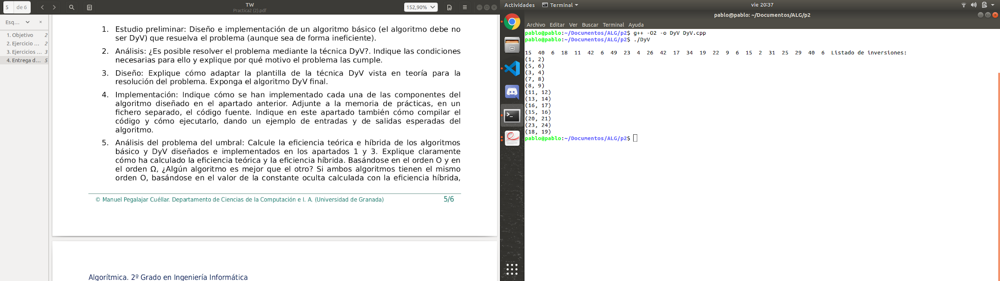 5 de 6
TW
Practica2 (2).pdf
152,90%
Esq...
1. Objetivo 2
2. Ejercicio ... 2
3. Ejercicios ... 3
4. Entrega d... 5
1. Estudio preliminar: Diseño e implementación de un algoritmo básico (el algoritmo debe no
ser DyV) que resuelva el problema (aunque sea de forma ineficiente).
2. Análisis: ¿Es posible resolver el problema mediante la técnica DyV?. Indique las condiciones
necesarias para ello y explique por qué motivo el problema las cumple.
3. Diseño: Explique cómo adaptar la plantilla de la técnica DyV vista en teoría para la
resolución del problema. Exponga el algoritmo DyV final.
4. Implementación: Indique cómo se han implementado cada una de las componentes del
algoritmo diseñado en el apartado anterior. Adjunte a la memoria de prácticas, en un
fichero separado, el código fuente. Indique en este apartado también cómo compilar el
código y cómo ejecutarlo, dando un ejemplo de entradas y de salidas esperadas del
algoritmo.
5. Análisis del problema del umbral: Calcule la eficiencia teórica e híbrida de los algoritmos
básico y DyV diseñados e implementados en los apartados 1 y 3. Explique claramente
cómo ha calculado la eficiencia teórica y la eficiencia híbrida. Basándose en el orden O y en
el orden Ω, ¿Algún algoritmo es mejor que el otro? Si ambos algoritmos tienen el mismo
orden O, basándose en el valor de la constante oculta calculada con la eficiencia híbrida,
© Manuel Pegalajar Cuéllar. Departamento de Ciencias de la Computación e I. A. (Universidad de Granada) 5/6
Algorítmica. 2º Grado en Ingeniería Informática
Actividades Terminal vie 20:37
pablo@pablo: ~/Documentos/ALG/p2
Archivo Editar Ver Buscar Terminal Ayuda
pablo@pablo:~/Documentos/ALG/p2$ g++ -O2 -o DyV DyV.cpp
pablo@pablo:~/Documentos/ALG/p2$ ./DyV
15 40 6 18 11 42 6 49 23 4 26 42 17 34 19 22 9 6 15 2 31 25 29 40 6 Listado de inversiones:
(1, 2)
(5, 6)
(3, 4)
(7, 8)
(8, 9)
(11, 12)
(13, 14)
(16, 17)
(15, 16)
(20, 21)
(23, 24)
(18, 19)
pablo@pablo:~/Documentos/ALG/p2$